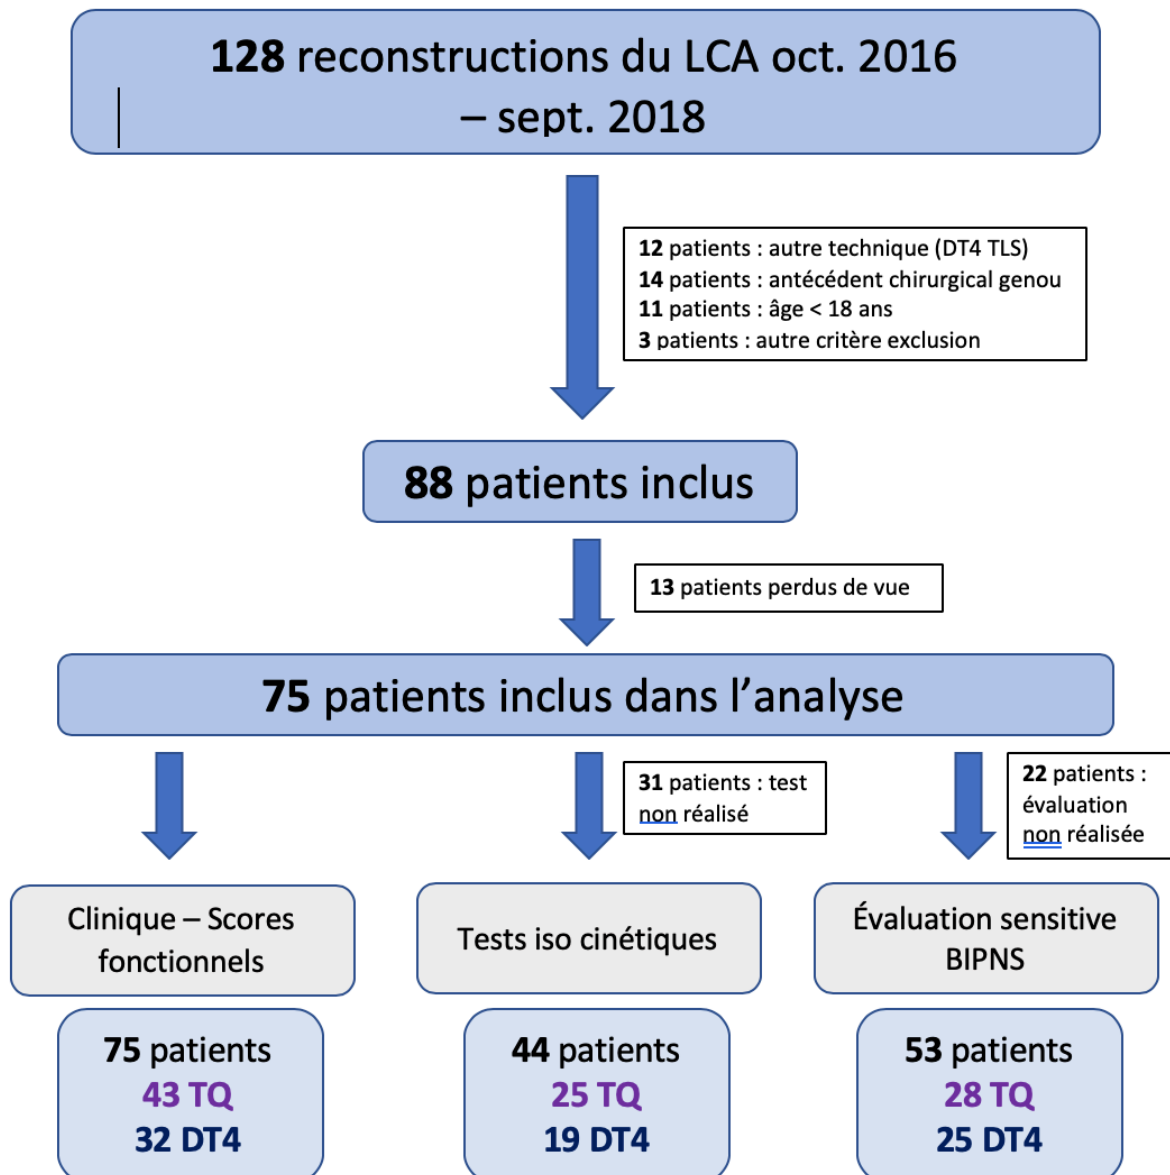 128 reconstructions du LCA oct. 2016
– sept. 2018
12 patients : autre technique (DT4 TLS)
14 patients : antécédent chirurgical genou
11 patients : âge < 18 ans
3 patients : autre critère exclusion
88 patients inclus
13 patients perdus de vue
75 patients inclus dans l’analyse
31 patients : test
non réalisé
22 patients :
évaluation
non réalisée
Clinique – Scores
fonctionnels
Tests iso cinétiques
Évaluation sensitive
BIPNS
75 patients
43 TQ
32 DT4
44 patients
25 TQ
19 DT4
53 patients
28 TQ
25 DT4